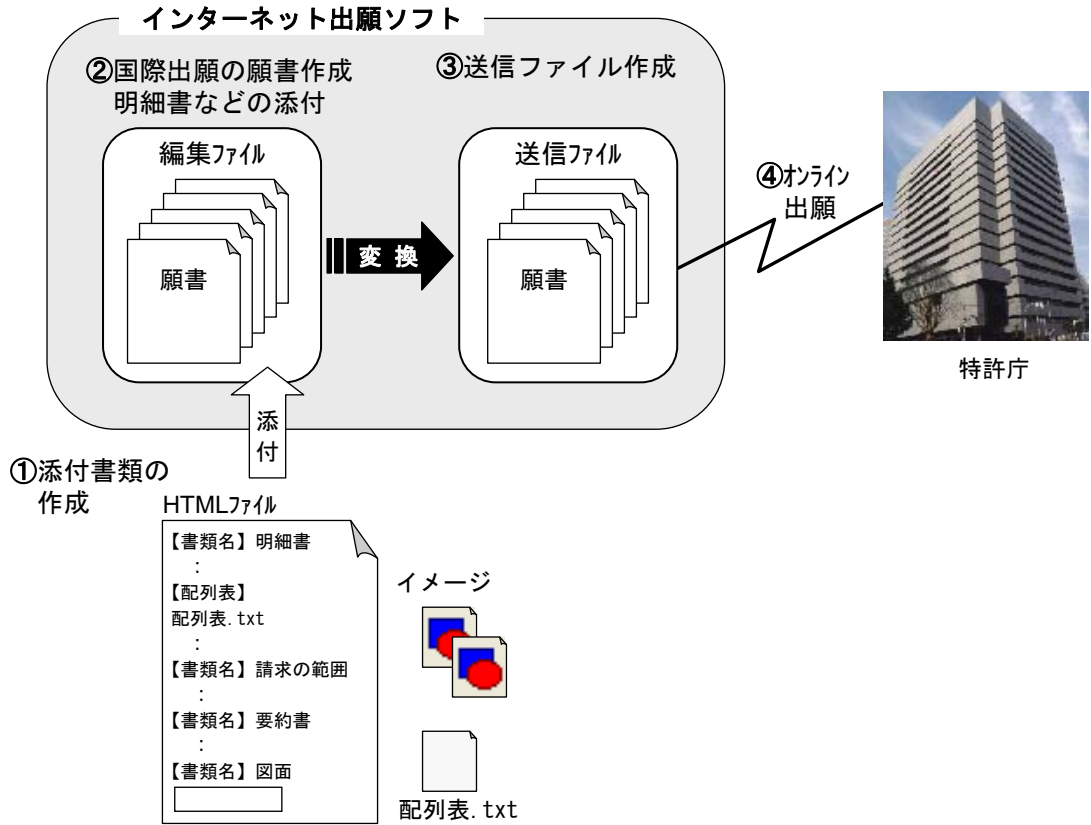 インターネット出願ソフト
②国際出願の願書作成
明細書などの添付
編集ﾌｧｲﾙ
願書
変換
③送信ファイル作成
送信ﾌｧｲﾙ
願書
④ｵﾝﾗｲﾝ
出願
特許庁
添
付
①添付書類の
作成
HTMLﾌｧｲﾙ
【書類名】明細書
：
【配列表】
配列表.txt
：
【書類名】請求の範囲
：
【書類名】要約書
：
【書類名】図面
イメージ
配列表.txt